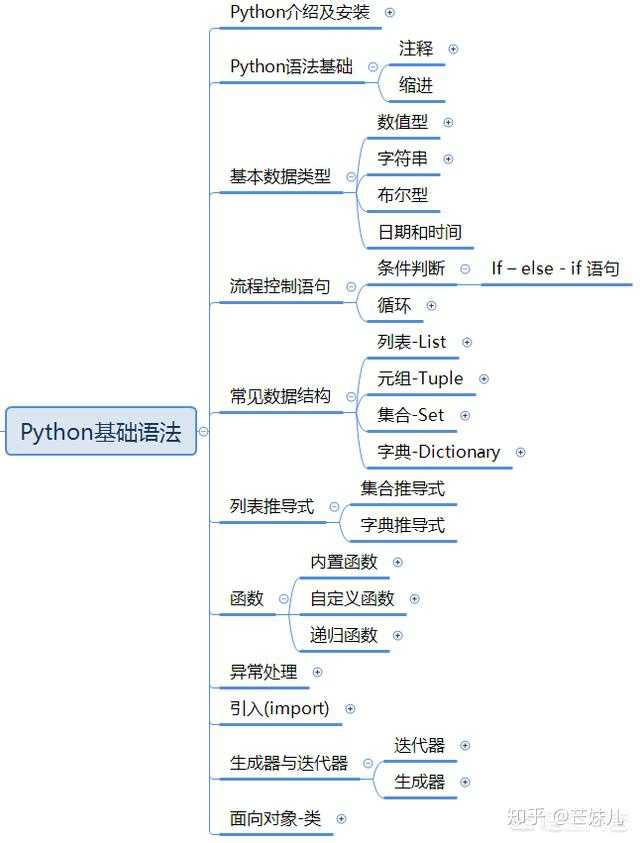 Python介绍及安装
Python语法基础
注释
缩进
基本数据类型
数值型
字符串
布尔型
日期和时间
流程控制语句
条件判断
If – else - if 语句
循环
常见数据结构
列表-List
元组-Tuple
集合-Set
字典-Dictionary
Python基础语法
列表推导式
集合推导式
字典推导式
函数
内置函数
自定义函数
递归函数
异常处理
引入(import)
生成器与迭代器
迭代器
生成器
面向对象-类
知乎 @芒妹儿